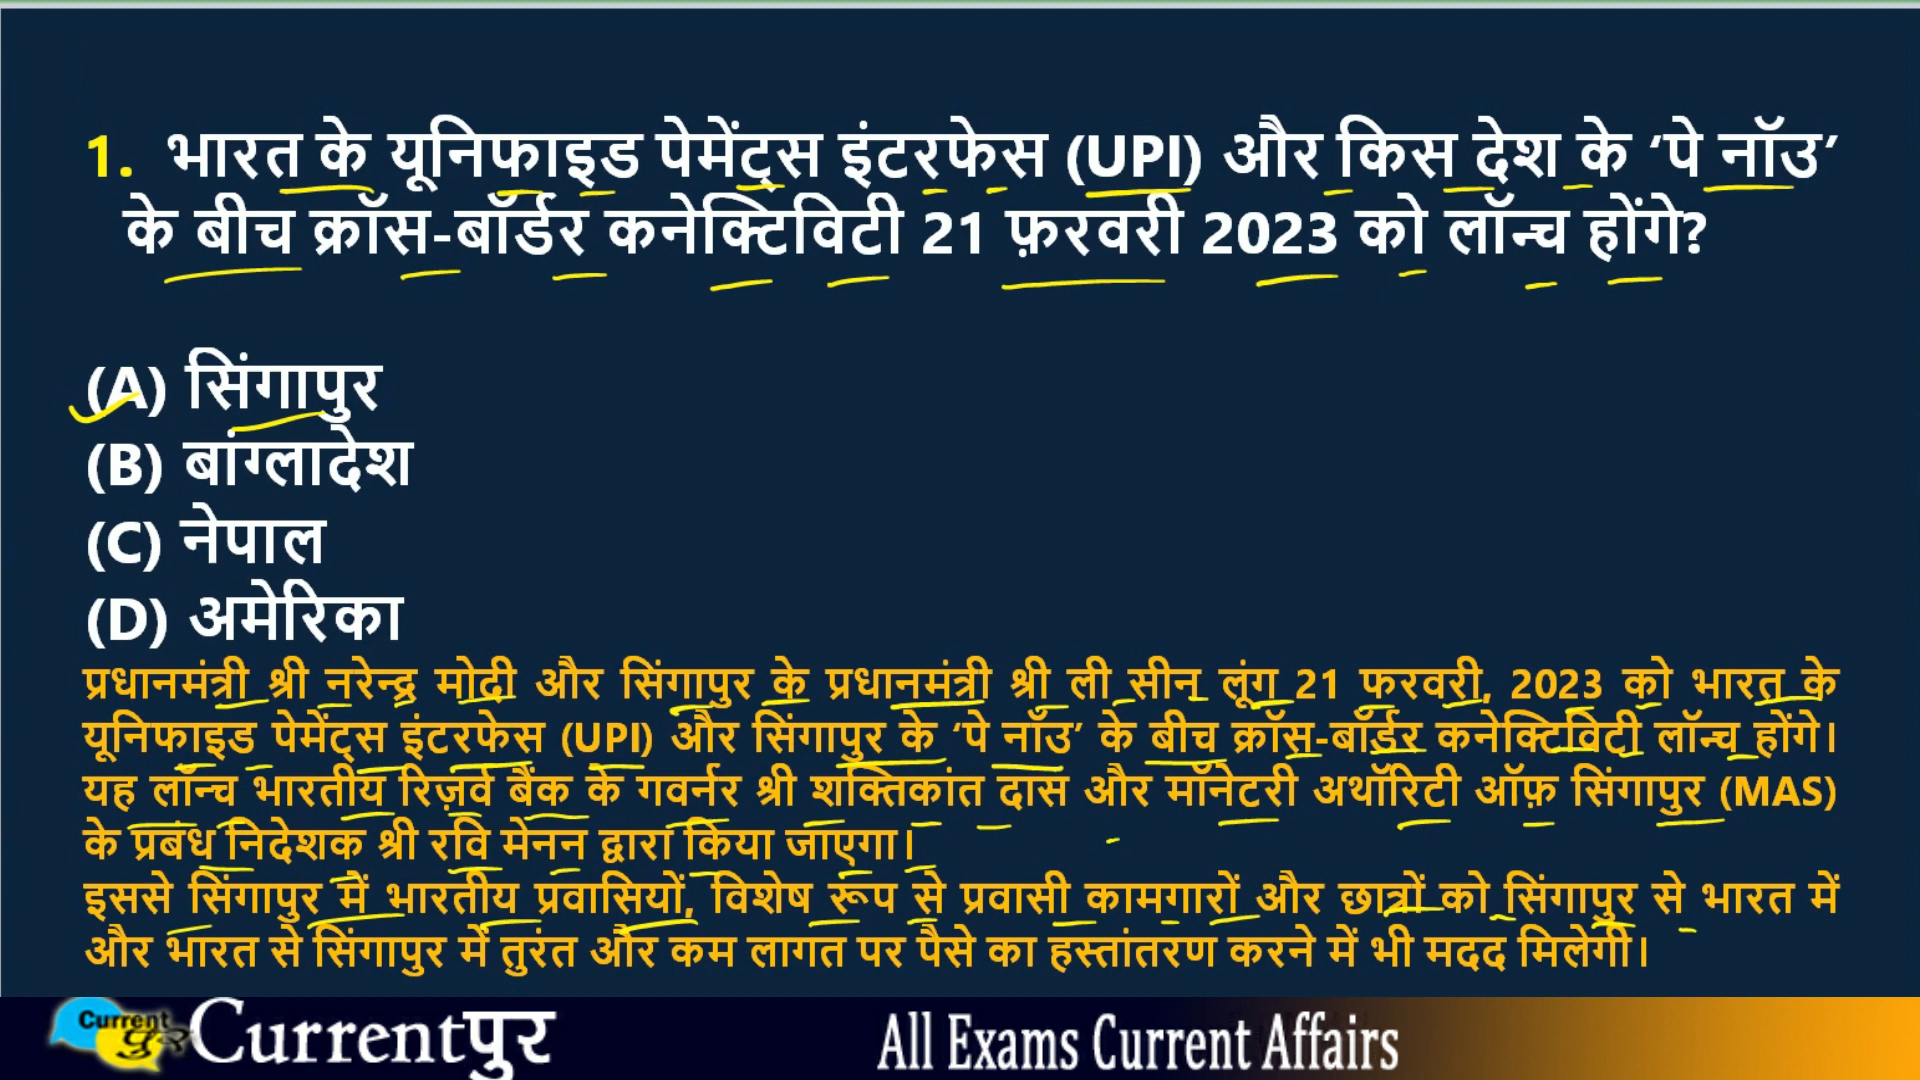 1. भारत के यूनिफाइड पेमेंट्स इंटरफेस (UPI) और किस देश के ‘पे नॉउ’
के बीच क्रॉस-बॉर्डर कनेक्टिविटी 21 फ़रवरी 2023 को लॉन्च होंगे?
(A) सिंगापुर
(B) बांग्लादेश
(C) नेपाल
(D) अमेरिका
प्रधानमंत्री श्री नरेन्द्र मोदी और सिंगापुर के प्रधानमंत्री श्री ली सीन लूंग 21 फरवरी, 2023 को भारत के
यूनिफाइड पेमेंट्स इंटरफेस (UPI) और सिंगापुर के ‘पे नॉउ’ के बीच क्रॉस-बॉर्डर कनेक्टिविटी लॉन्च होंगे।
यह लॉन्च भारतीय रिज़र्व बैंक के गवर्नर श्री शक्तिकांत दास और मॉनेटरी अथॉरिटी ऑफ़ सिंगापुर (MAS)
के प्रबंध निदेशक श्री रवि मेनन द्वारा किया जाएगा।
इससे सिंगापुर में भारतीय प्रवासियों, विशेष रूप से प्रवासी कामगारों और छात्रों को सिंगापुर से भारत में
और भारत से सिंगापुर में तुरंत और कम लागत पर पैसे का हस्तांतरण करने में भी मदद मिलेगी।
Current पुर Currentपुर All Exams Current Affairs